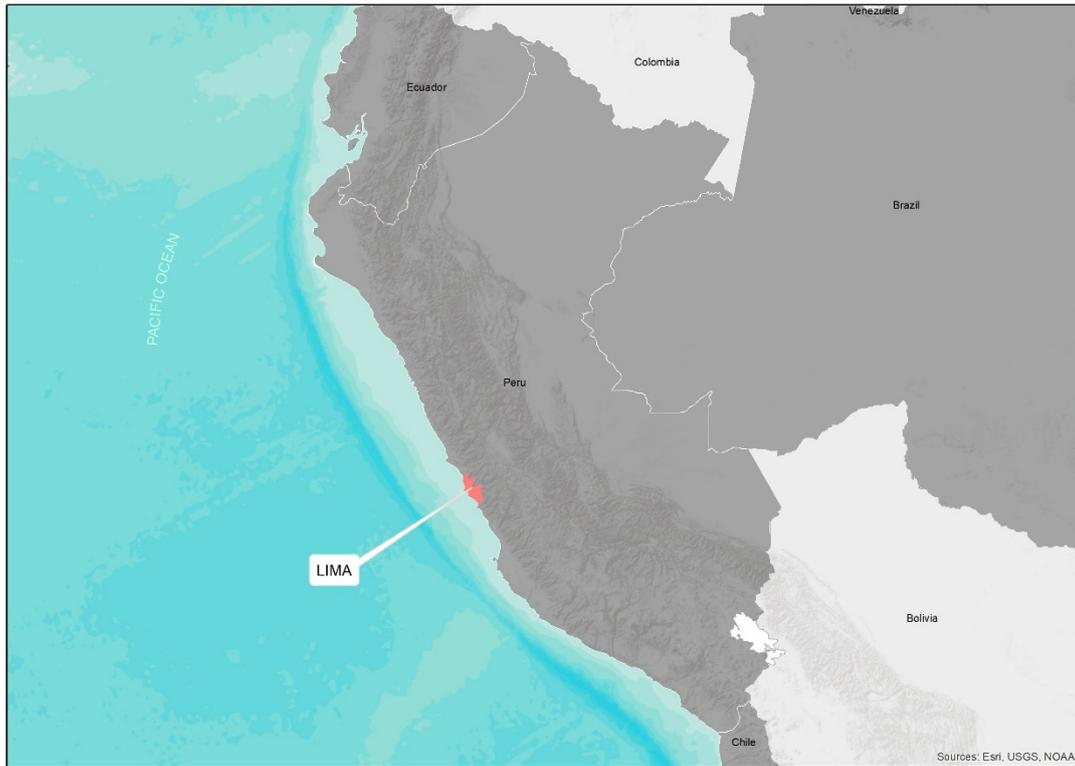 Venezuela
Colombia
Ecuador
Brazil
PACIFIC OCEAN
Peru
LIMA
Bolivia
Chile
Sources: Esri, USGS, NOAA